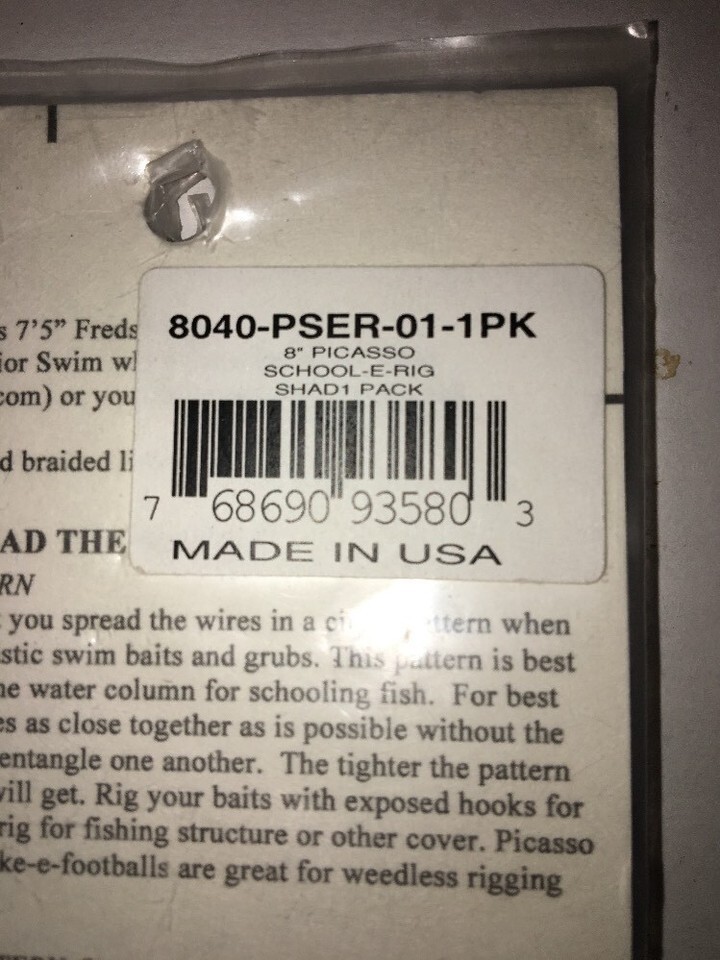 s 7'5" Freds
ior Swim w
com) or you
d braided li
8040-PSER-01-1PK
8" PICASSO
SCHOOL-E-RIG
SHAD1 PACK
7 68690 93580 3
MADE IN USA
AD THE
RN
you spread the wires in a ci ttern when
stic swim baits and grubs. This pattern is best
he water column for schooling fish. For best
es as close together as is possible without the
entangle one another. The tighter the pattern
will get. Rig your baits with exposed hooks for
rig for fishing structure or other cover. Picasso
ke-e-footballs are great for weedless rigging